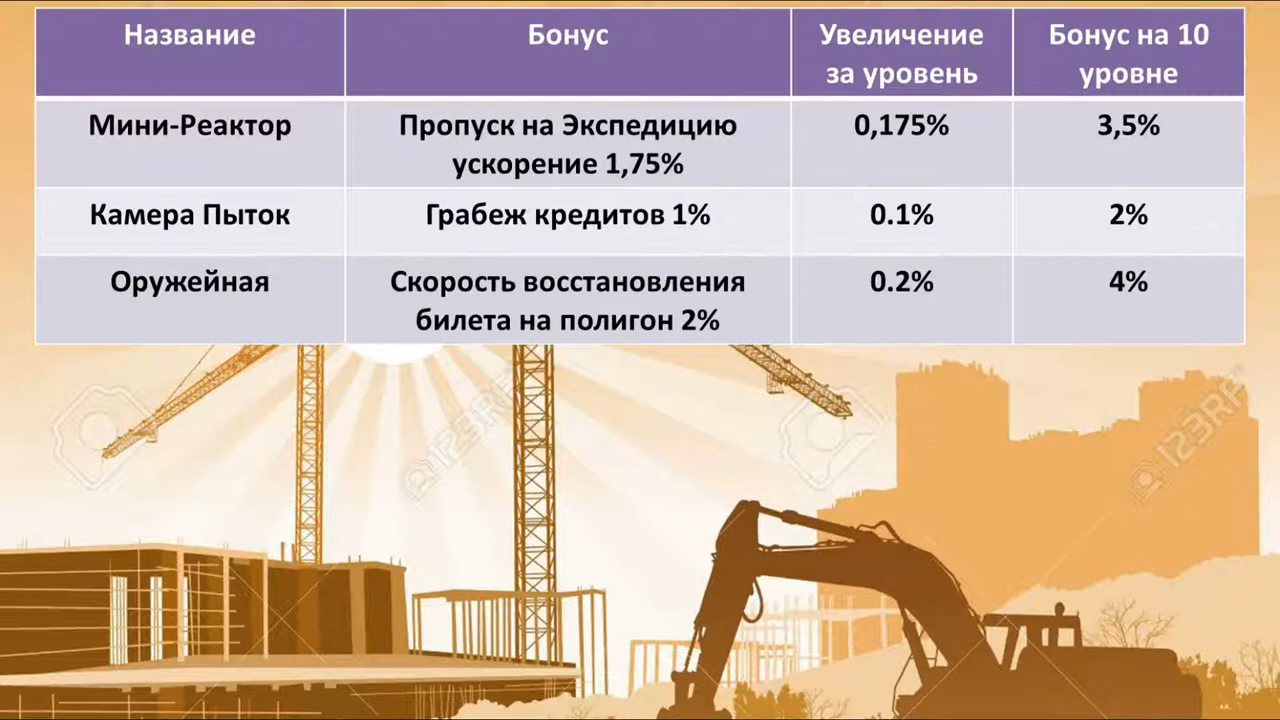 Название
Бонус
Увеличение
за уровень
Бонус на 10
уровне
Мини-Реактор
Пропуск на Экспедицию
ускорение 1,75%
0,175%
3,5%
Камера Пыток
Грабеж кредитов 1%
0.1%
2%
Оружейная
Скорость восстановления
билета на полигон 2%
0.2%
4%
123RF
123RF